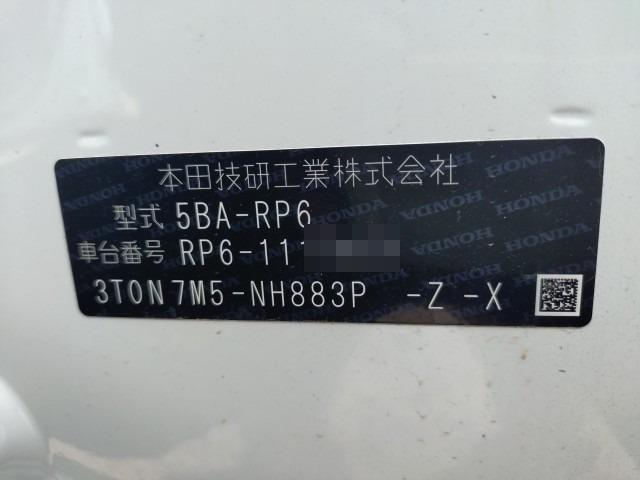 本田技研工業株式会社
型式 5BA-RP6
車台番号 RP6-11
3T0N 7M5-NH883P -Z -X